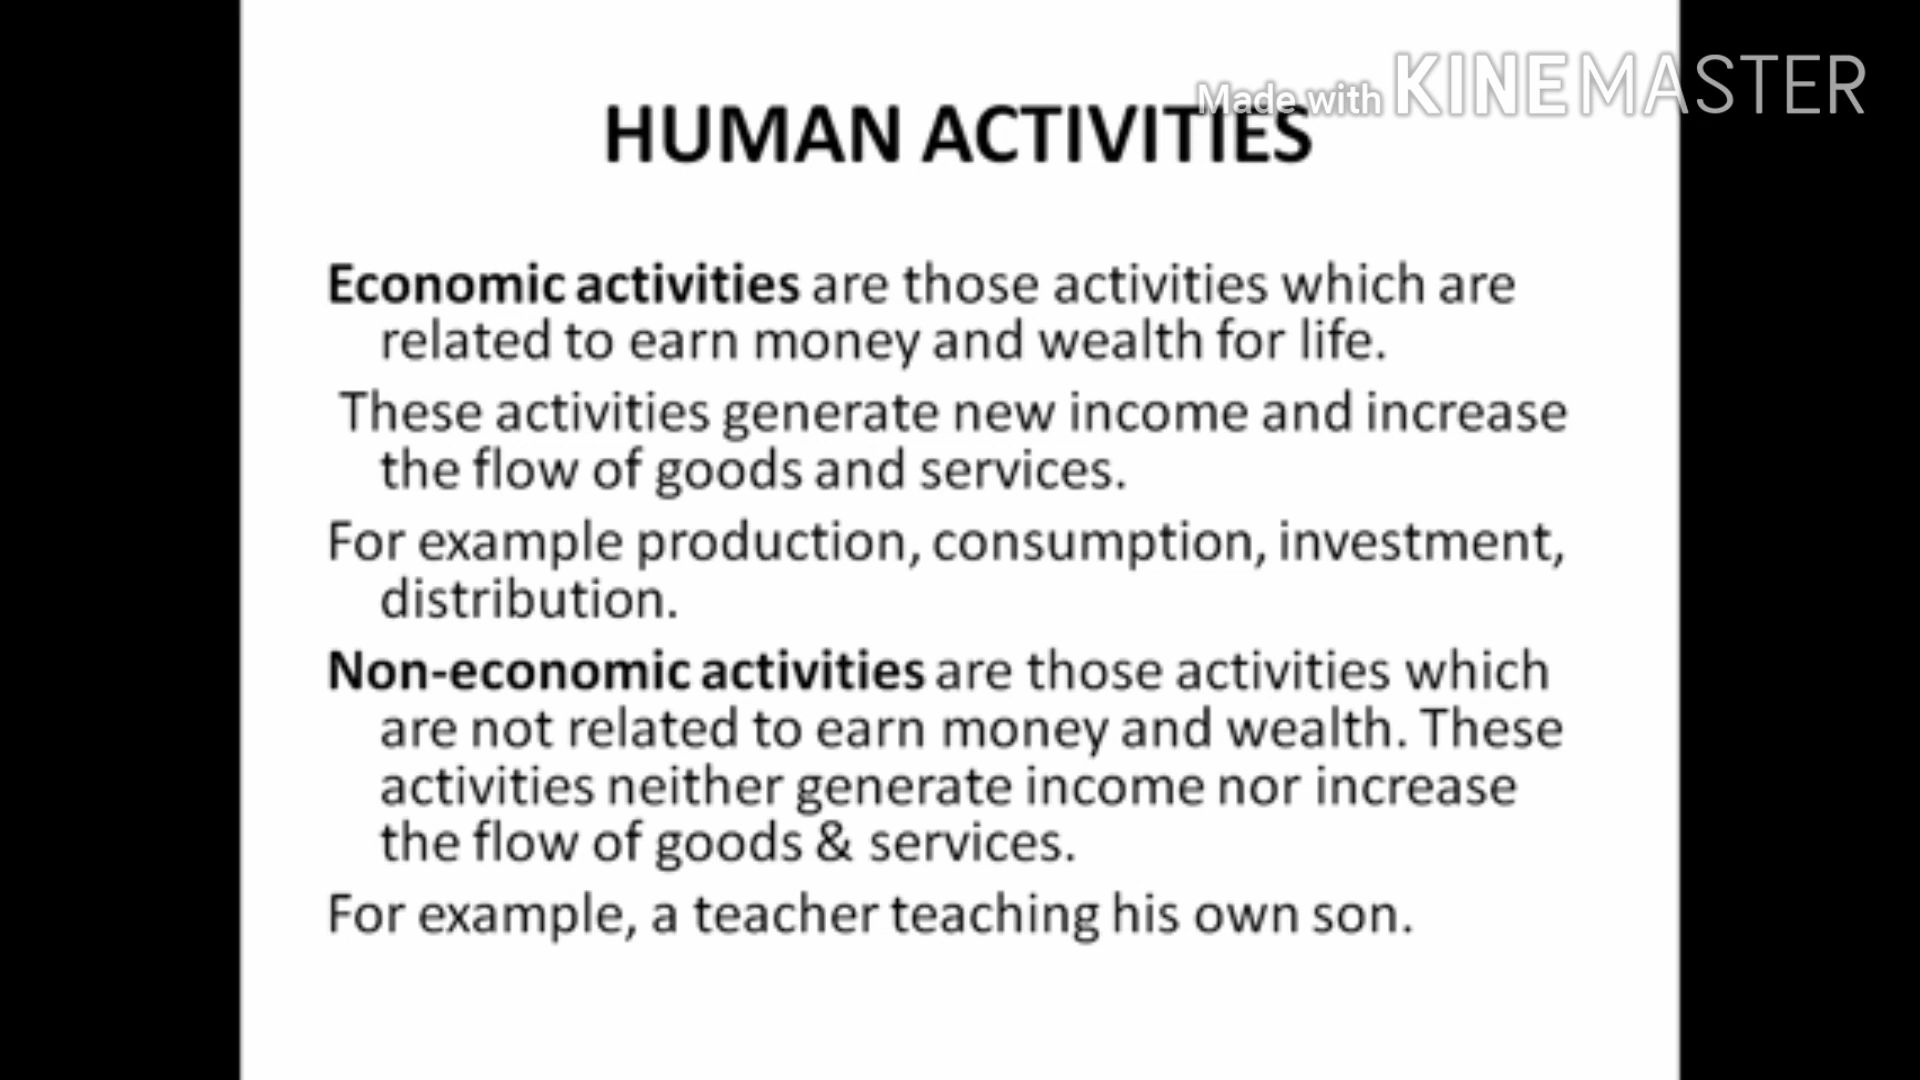 Made with KINEMASTER
HUMAN ACTIVITIES
Economic activities are those activities which are
related to earn money and wealth for life.
These activities generate new income and increase
the flow of goods and services.
For example production, consumption, investment,
distribution.
Non-economic activities are those activities which
are not related to earn money and wealth. These
activities neither generate income nor increase
the flow of goods & services.
For example, a teacher teaching his own son.